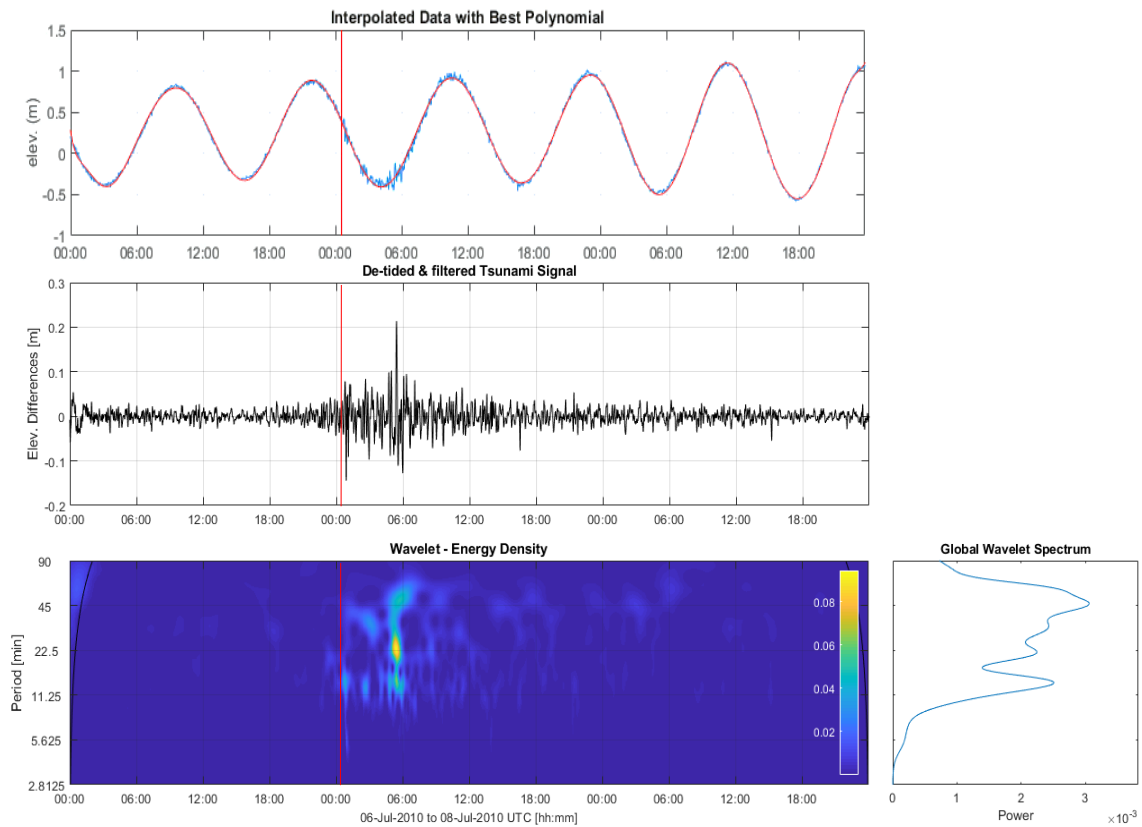 Interpolated Data with Best Polynomial
1.5
1
0.5
0
-0.5
-1
elev. (m)
00:00 06:00 12:00 18:00 00:00 06:00 12:00 18:00 00:00 06:00 12:00 18:00
De-tided & filtered Tsunami Signal
0.3
0.2
0.1
0
-0.1
-0.2
Elev. Differences [m]
00:00 06:00 12:00 18:00 00:00 06:00 12:00 18:00 00:00 06:00 12:00 18:00
Wavelet - Energy Density
90
45
22.5
11.25
5.625
2.8125
Period [min]
0.08
0.06
0.04
0.02
00:00 06:00 12:00 18:00 00:00 06:00 12:00 18:00 00:00 06:00 12:00 18:00
06-Jul-2010 to 08-Jul-2010 UTC [hh:mm]
Global Wavelet Spectrum
0 1 2 3
Power
×10⁻³